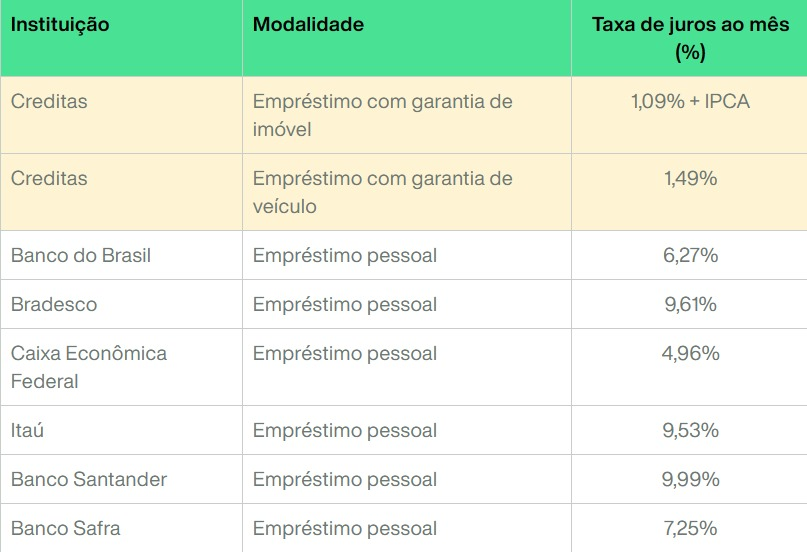 Instituição Modalidade Taxa de juros ao mês
(%)
Creditas Empréstimo com garantia de 1,09% + IPCA
imóvel
Creditas Empréstimo com garantia de 1,49%
veículo
Banco do Brasil Empréstimo pessoal 6,27%
Bradesco Empréstimo pessoal 9,61%
Caixa Econômica Empréstimo pessoal 4,96%
Federal
Itaú Empréstimo pessoal 9,53%
Banco Santander Empréstimo pessoal 9,99%
Banco Safra Empréstimo pessoal 7,25%